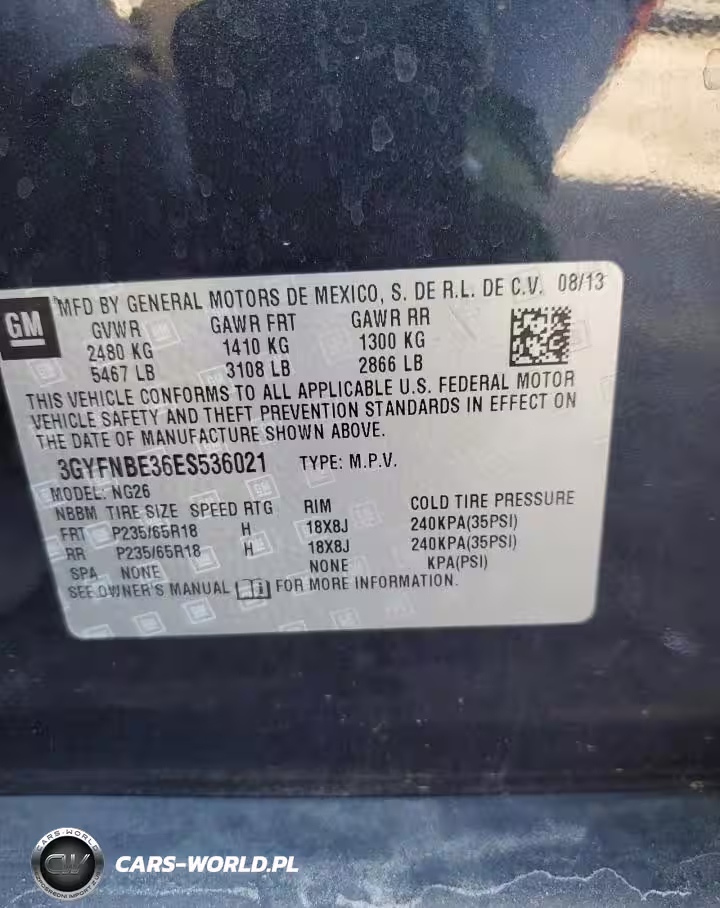 GM
MFD BY GENERAL MOTORS DE MEXICO, S. DE R.L. DE C.V. 08/13
GVWR GAWR FRT GAWR RR
2480 KG 1410 KG 1300 KG
5467 LB 3108 LB 2866 LB
THIS VEHICLE CONFORMS TO ALL APPLICABLE U.S. FEDERAL MOTOR
VEHICLE SAFETY AND THEFT PREVENTION STANDARDS IN EFFECT ON
THE DATE OF MANUFACTURE SHOWN ABOVE.
3GYFNBE36ES536021 TYPE: M.P.V.
MODEL: NG26
NBBM TIRE SIZE SPEED RTG RIM COLD TIRE PRESSURE
FRT P235/65R18 H 18X8J 240KPA(35PSI)
RR P235/65R18 H 18X8J 240KPA(35PSI)
SPA NONE NONE KPA(PSI)
SEE OWNER'S MANUAL FOR MORE INFORMATION.
CARS-WORLD
CARS-WORLD.PL